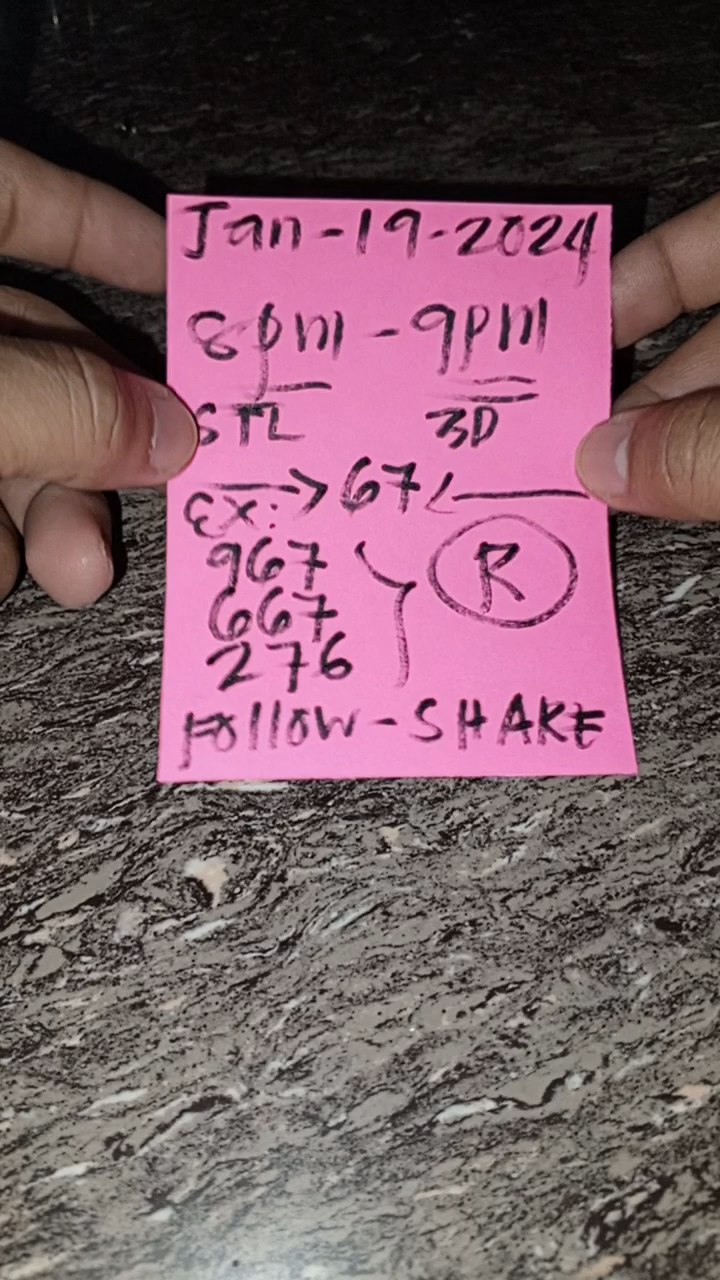 Jan-19-2024
8pm - 9pm
STL 3D
67
Ex:
967
667 R
276
FOllOW - SHAKE